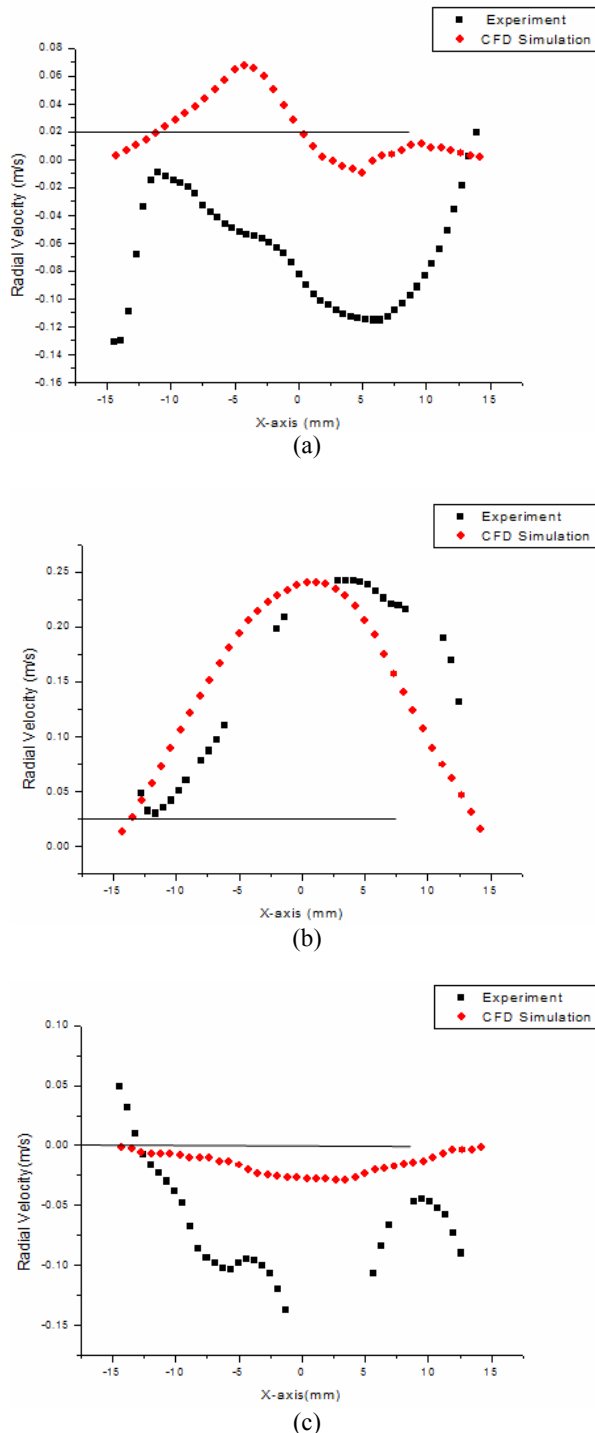 Experiment
CFD Simulation
Radial Velocity (m/s)
0.08
0.06
0.04
0.02
0.00
-0.02
-0.04
-0.06
-0.08
-0.10
-0.12
-0.14
-0.16
-15 -10 -5 0 5 10 15
X-axis (mm)
(a)
Experiment
CFD Simulation
Radial Velocity (m/s)
0.25
0.20
0.15
0.10
0.05
0.00
-15 -10 -5 0 5 10 15
X-axis (mm)
(b)
Experiment
CFD Simulation
Radial Velocity(m/s)
0.10
0.05
0.00
-0.05
-0.10
-0.15
-15 -10 -5 0 5 10 15
X-axis(mm)
(c)